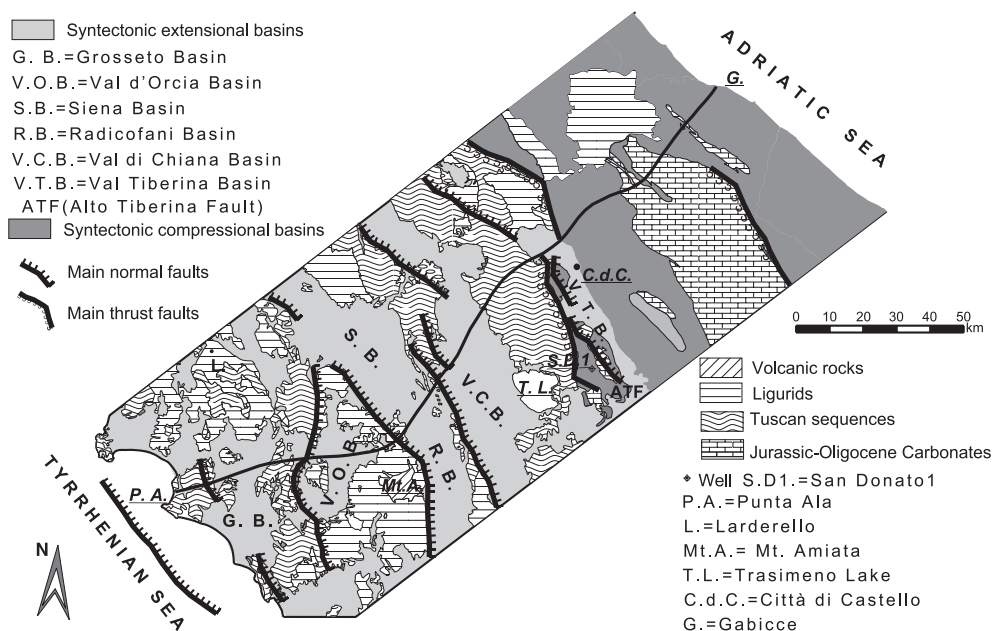 Syntectonic extensional basins
G. B.=Grosseto Basin
V.O.B.=Val d'Orcia Basin
S.B.=Siena Basin
R.B.=Radicofani Basin
V.C.B.=Val di Chiana Basin
V.T.B.=Val Tiberina Basin
ATF(Alto Tiberina Fault)
Syntectonic compressional basins
Main normal faults
Main thrust faults
ADRIATIC SEA
G.
C.d.C.
V.T.B.
S.D1.
ATF
T.L.
S.B.
V.C.B.
R.B.
L.
V.O.B.
Mt.A.
P.A.
G. B.
TYRRHENIAN SEA
N
0 10 20 30 40 50
km
Volcanic rocks
Ligurids
Tuscan sequences
Jurassic-Oligocene Carbonates
Well S.D1.=San Donato1
P.A.=Punta Ala
L.=Larderello
Mt.A.= Mt. Amiata
T.L.=Trasimeno Lake
C.d.C.=Città di Castello
G.=Gabicce